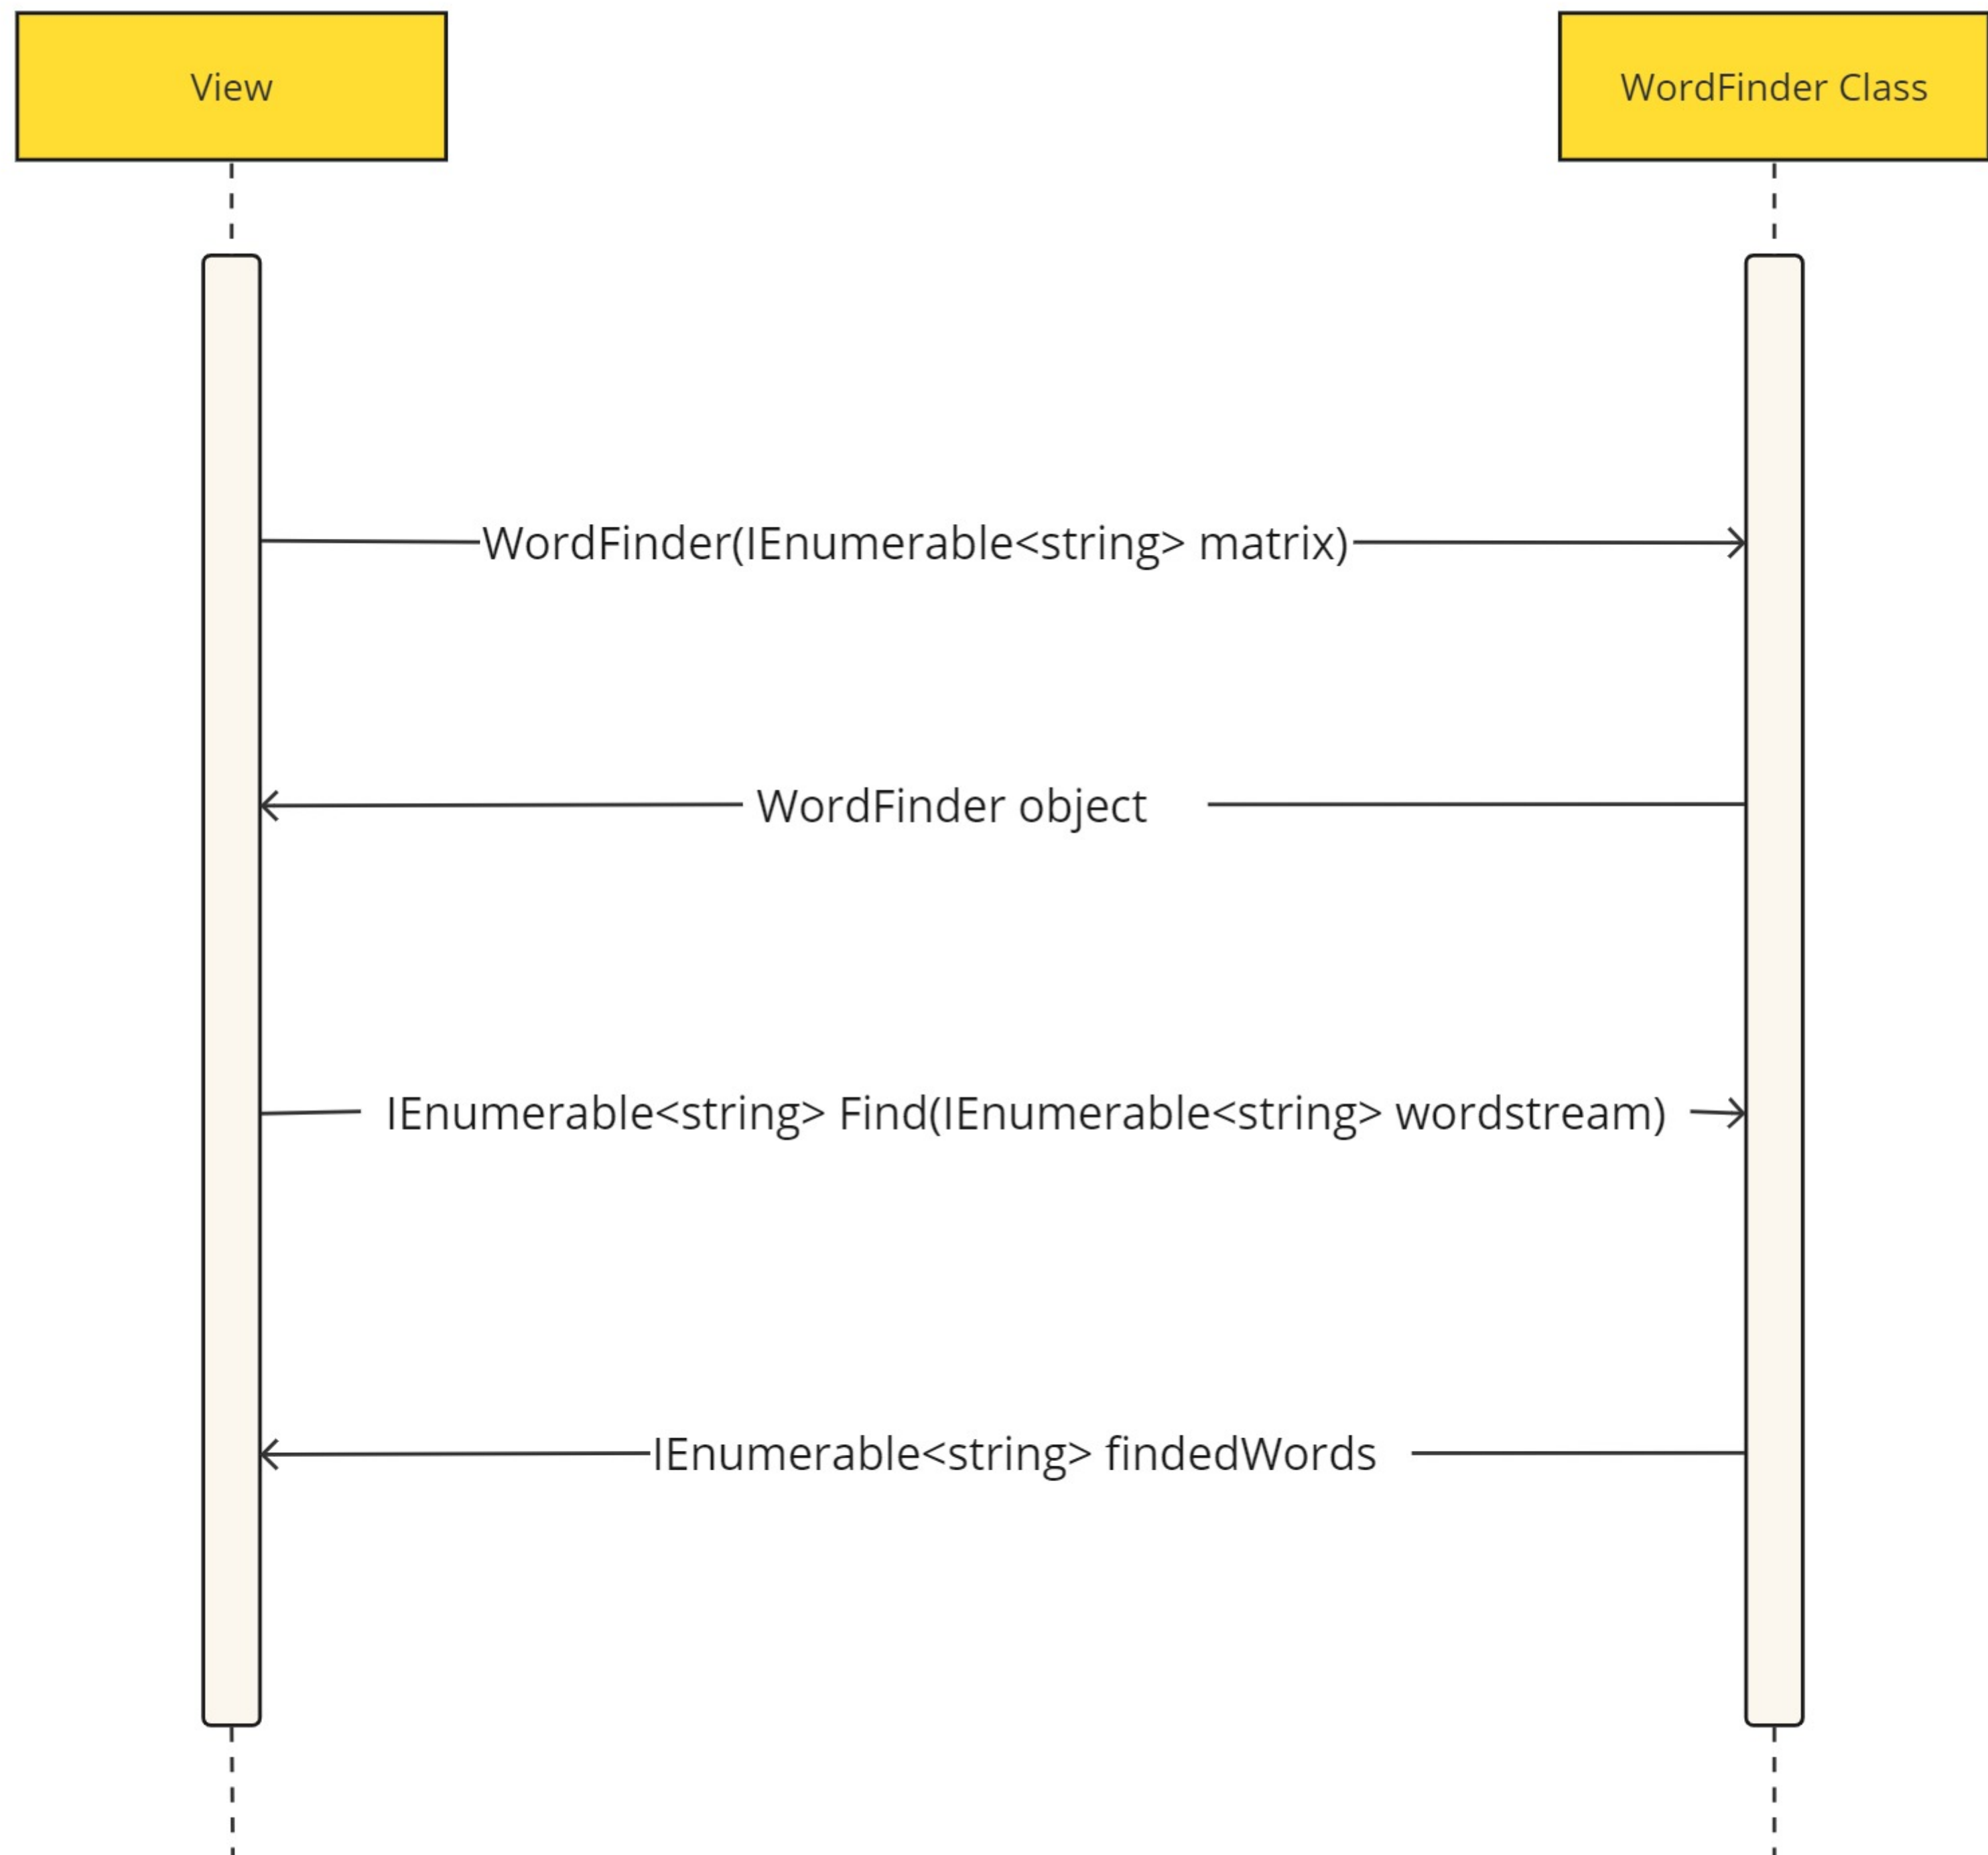 View
WordFinder Class
WordFinder(IEnumerable<string> matrix)
WordFinder object
IEnumerable<string> Find(IEnumerable<string> wordstream)
IEnumerable<string> findedWords